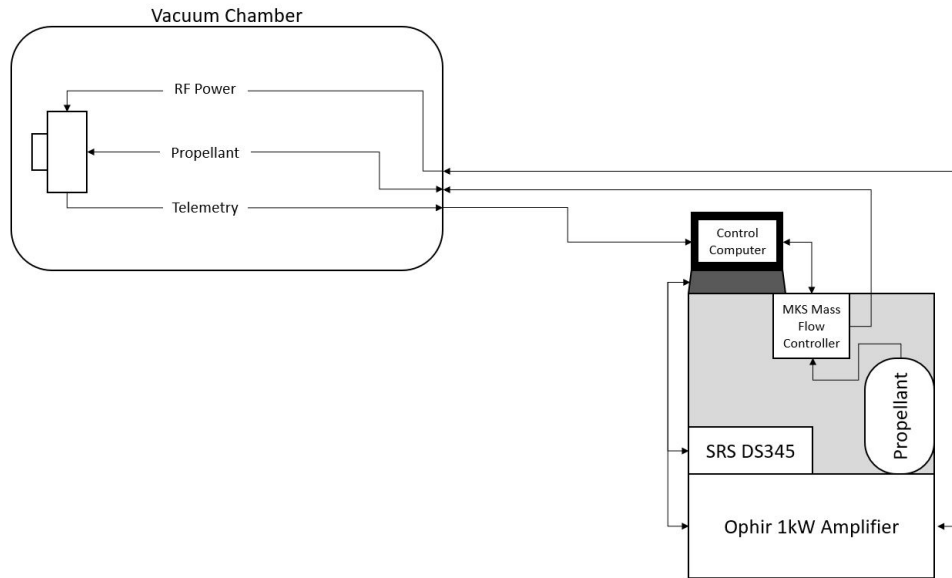 Vacuum Chamber
RF Power
Propellant
Telemetry
Control
Computer
MKS Mass
Flow
Controller
Propellant
SRS DS345
Ophir 1kW Amplifier